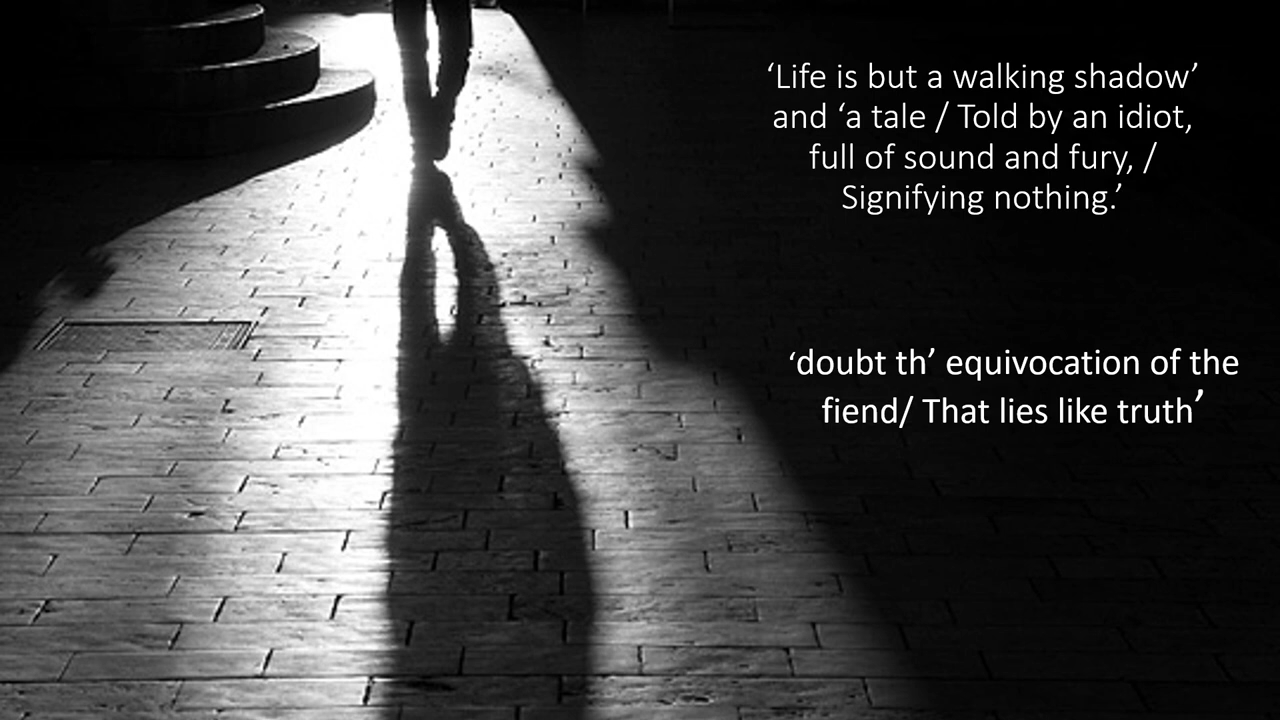 ‘Life is but a walking shadow’
and ‘a tale / Told by an idiot,
full of sound and fury, /
Signifying nothing.’
‘doubt th’ equivocation of the
fiend/ That lies like truth’